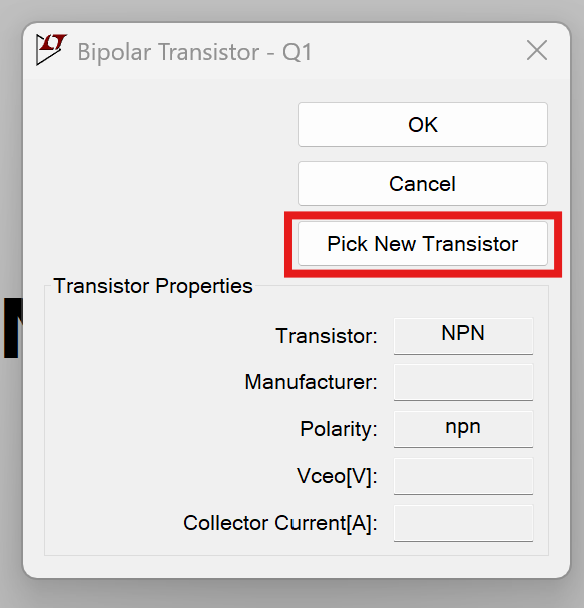 Bipolar Transistor - Q1
OK
Cancel
Pick New Transistor
Transistor Properties
Transistor: NPN
Manufacturer:
Polarity: npn
Vceo[V]:
Collector Current[A]: